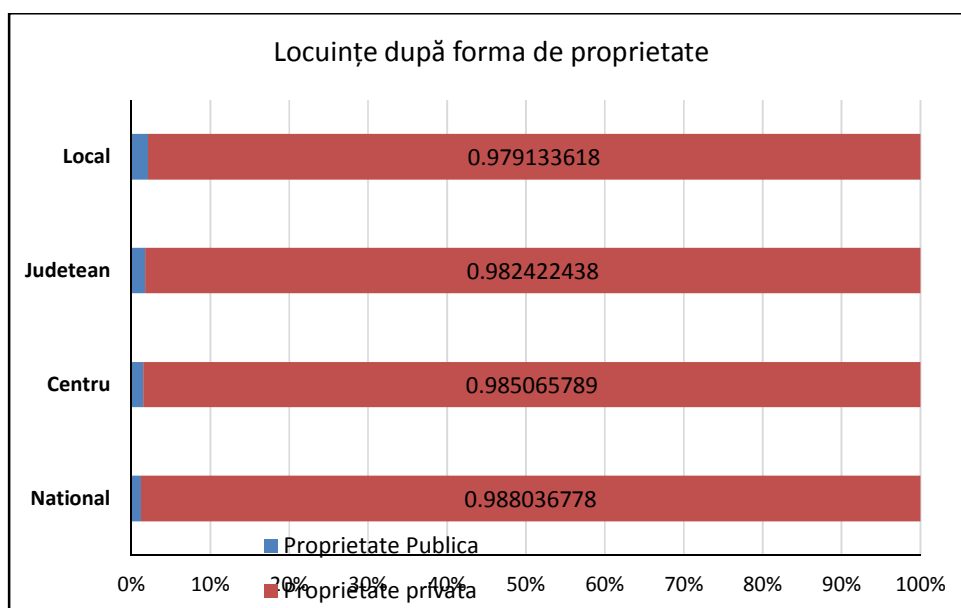 Locuințe după forma de proprietate
Local
0.979133618
Judetean
0.982422438
Centru
0.985065789
National
0.988036778
Proprietate Publica
0% 10% 20% 30% 40% 50% 60% 70% 80% 90% 100%
Proprietate privata